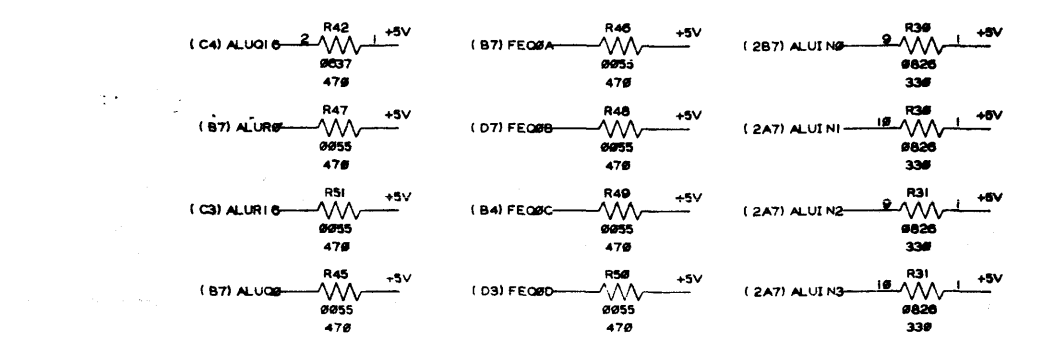 R42
(C4) ALUQ16 2 1 +5V
0837
470
R46
(B7) FEQ0A +5V
0055
470
R30
(2B7) ALUIN0 9 1 +5V
0826
330
R47
(B7) ALUR0 +5V
0055
470
R48
(D7) FEQ0B +5V
0055
470
R30
(2A7) ALUIN1 10 1 +5V
0826
330
R51
(C3) ALUR16 +5V
0055
470
R49
(B4) FEQ0C +5V
0055
470
R31
(2A7) ALUIN2 9 1 +5V
0826
330
R45
(B7) ALUQ0 +5V
0055
470
R50
(D3) FEQ0D +5V
0055
470
R31
(2A7) ALUIN3 10 1 +5V
0826
330